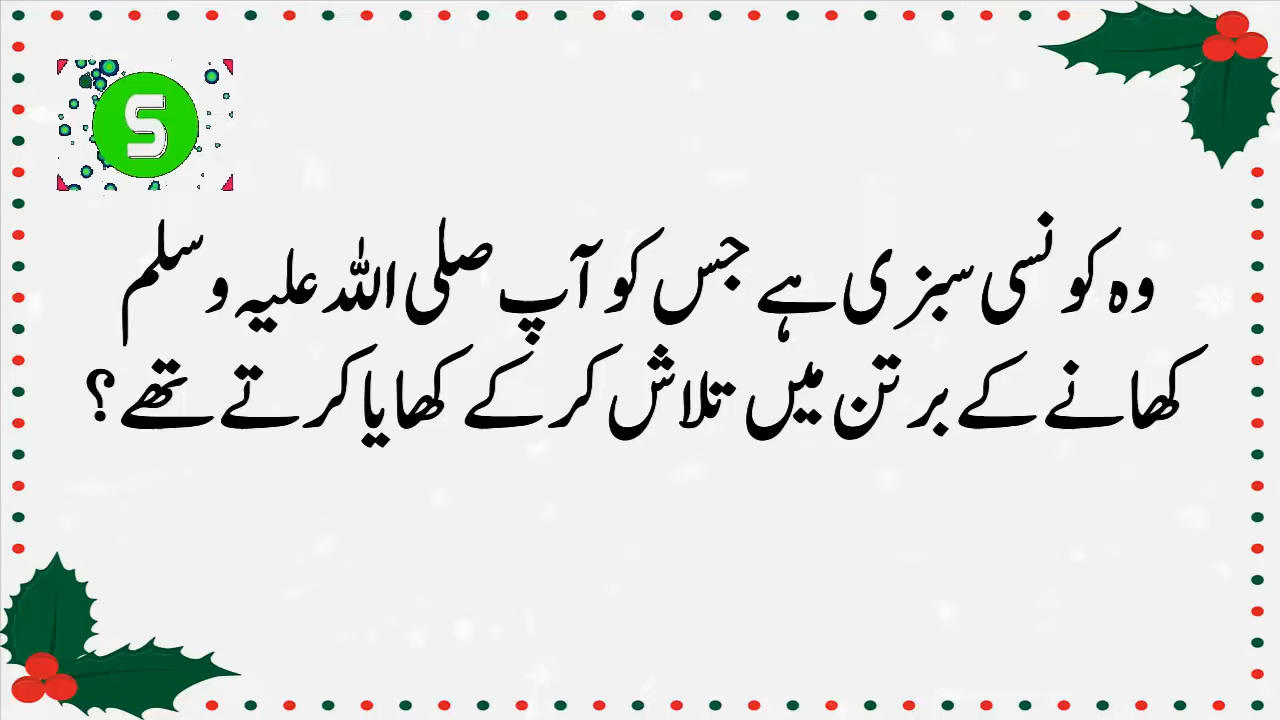 S
وہ کونسی سبزی ہے جس کو آپ صلی اللہ علیہ وسلم
کھانے کے برتن میں تلاش کرکے کھایا کرتے تھے؟